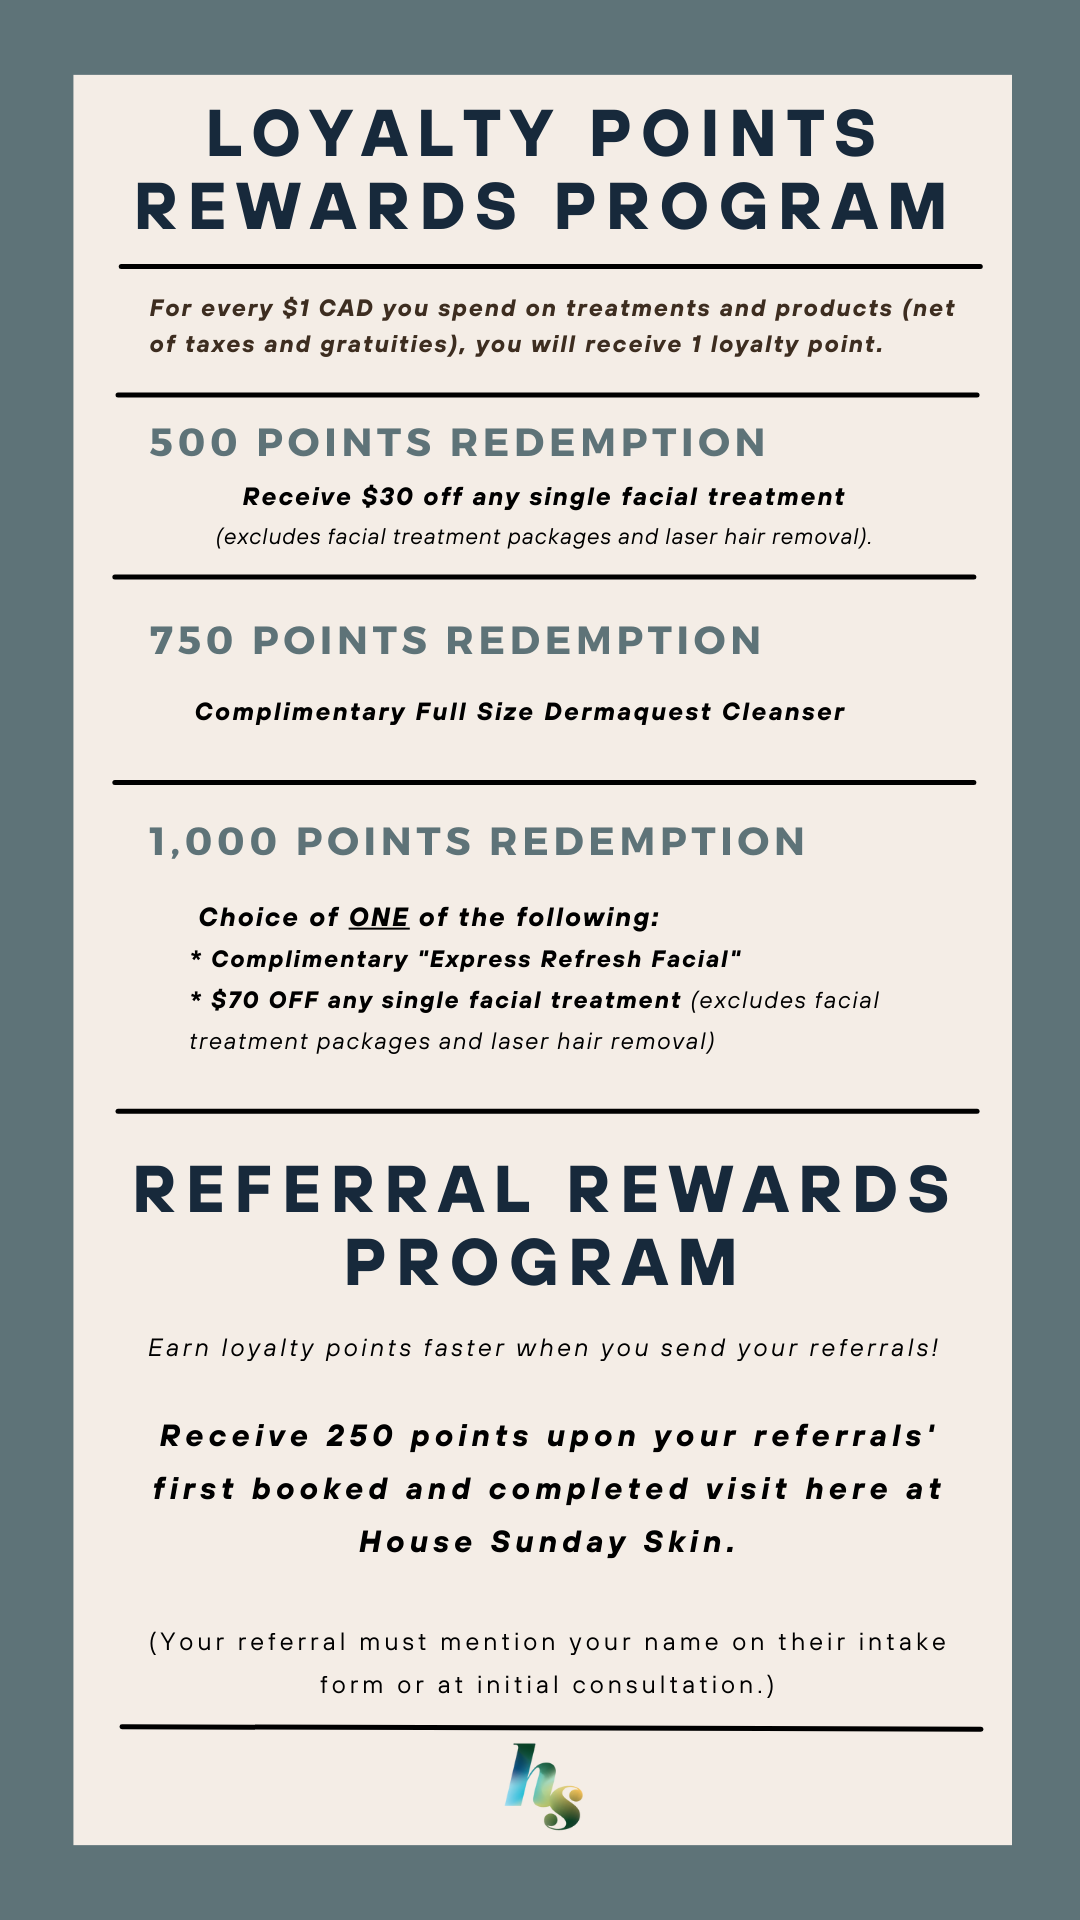 LOYALTY POINTS
REWARDS PROGRAM
For every $1 CAD you spend on treatments and products (net
of taxes and gratuities), you will receive 1 loyalty point.
500 POINTS REDEMPTION
Receive $30 off any single facial treatment
(excludes facial treatment packages and laser hair removal).
750 POINTS REDEMPTION
Complimentary Full Size Dermaquest Cleanser
1,000 POINTS REDEMPTION
Choice of ONE of the following:
* Complimentary "Express Refresh Facial"
* $70 OFF any single facial treatment (excludes facial
treatment packages and laser hair removal)
REFERRAL REWARDS
PROGRAM
Earn loyalty points faster when you send your referrals!
Receive 250 points upon your referrals'
first booked and completed visit here at
House Sunday Skin.
(Your referral must mention your name on their intake
form or at initial consultation.)
hs